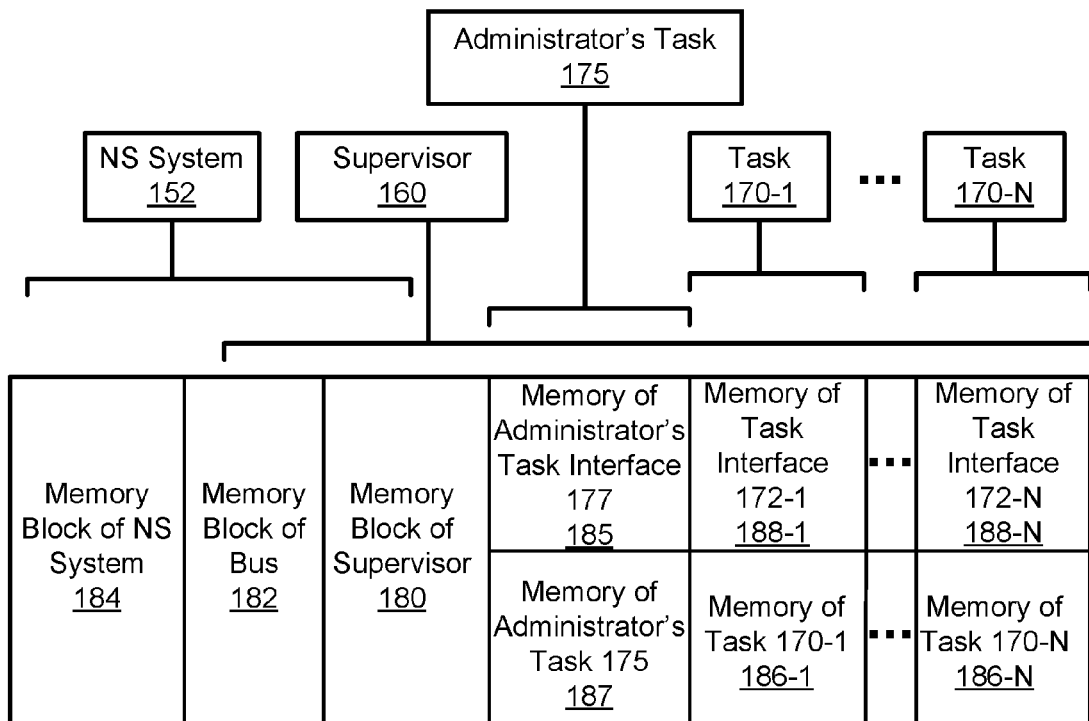 Administrator's Task
175
NS System
152
Supervisor
160
Task
170-1
...
Task
170-N
Memory
Block of NS
System
184
Memory
Block of
Bus
182
Memory
Block of
Supervisor
180
Memory of
Administrator's
Task Interface
177
185
Memory of
Task
Interface
172-1
188-1
...
Memory of
Task
Interface
172-N
188-N
Memory of
Administrator's
Task 175
187
Memory of
Task 170-1
186-1
...
Memory of
Task 170-N
186-N